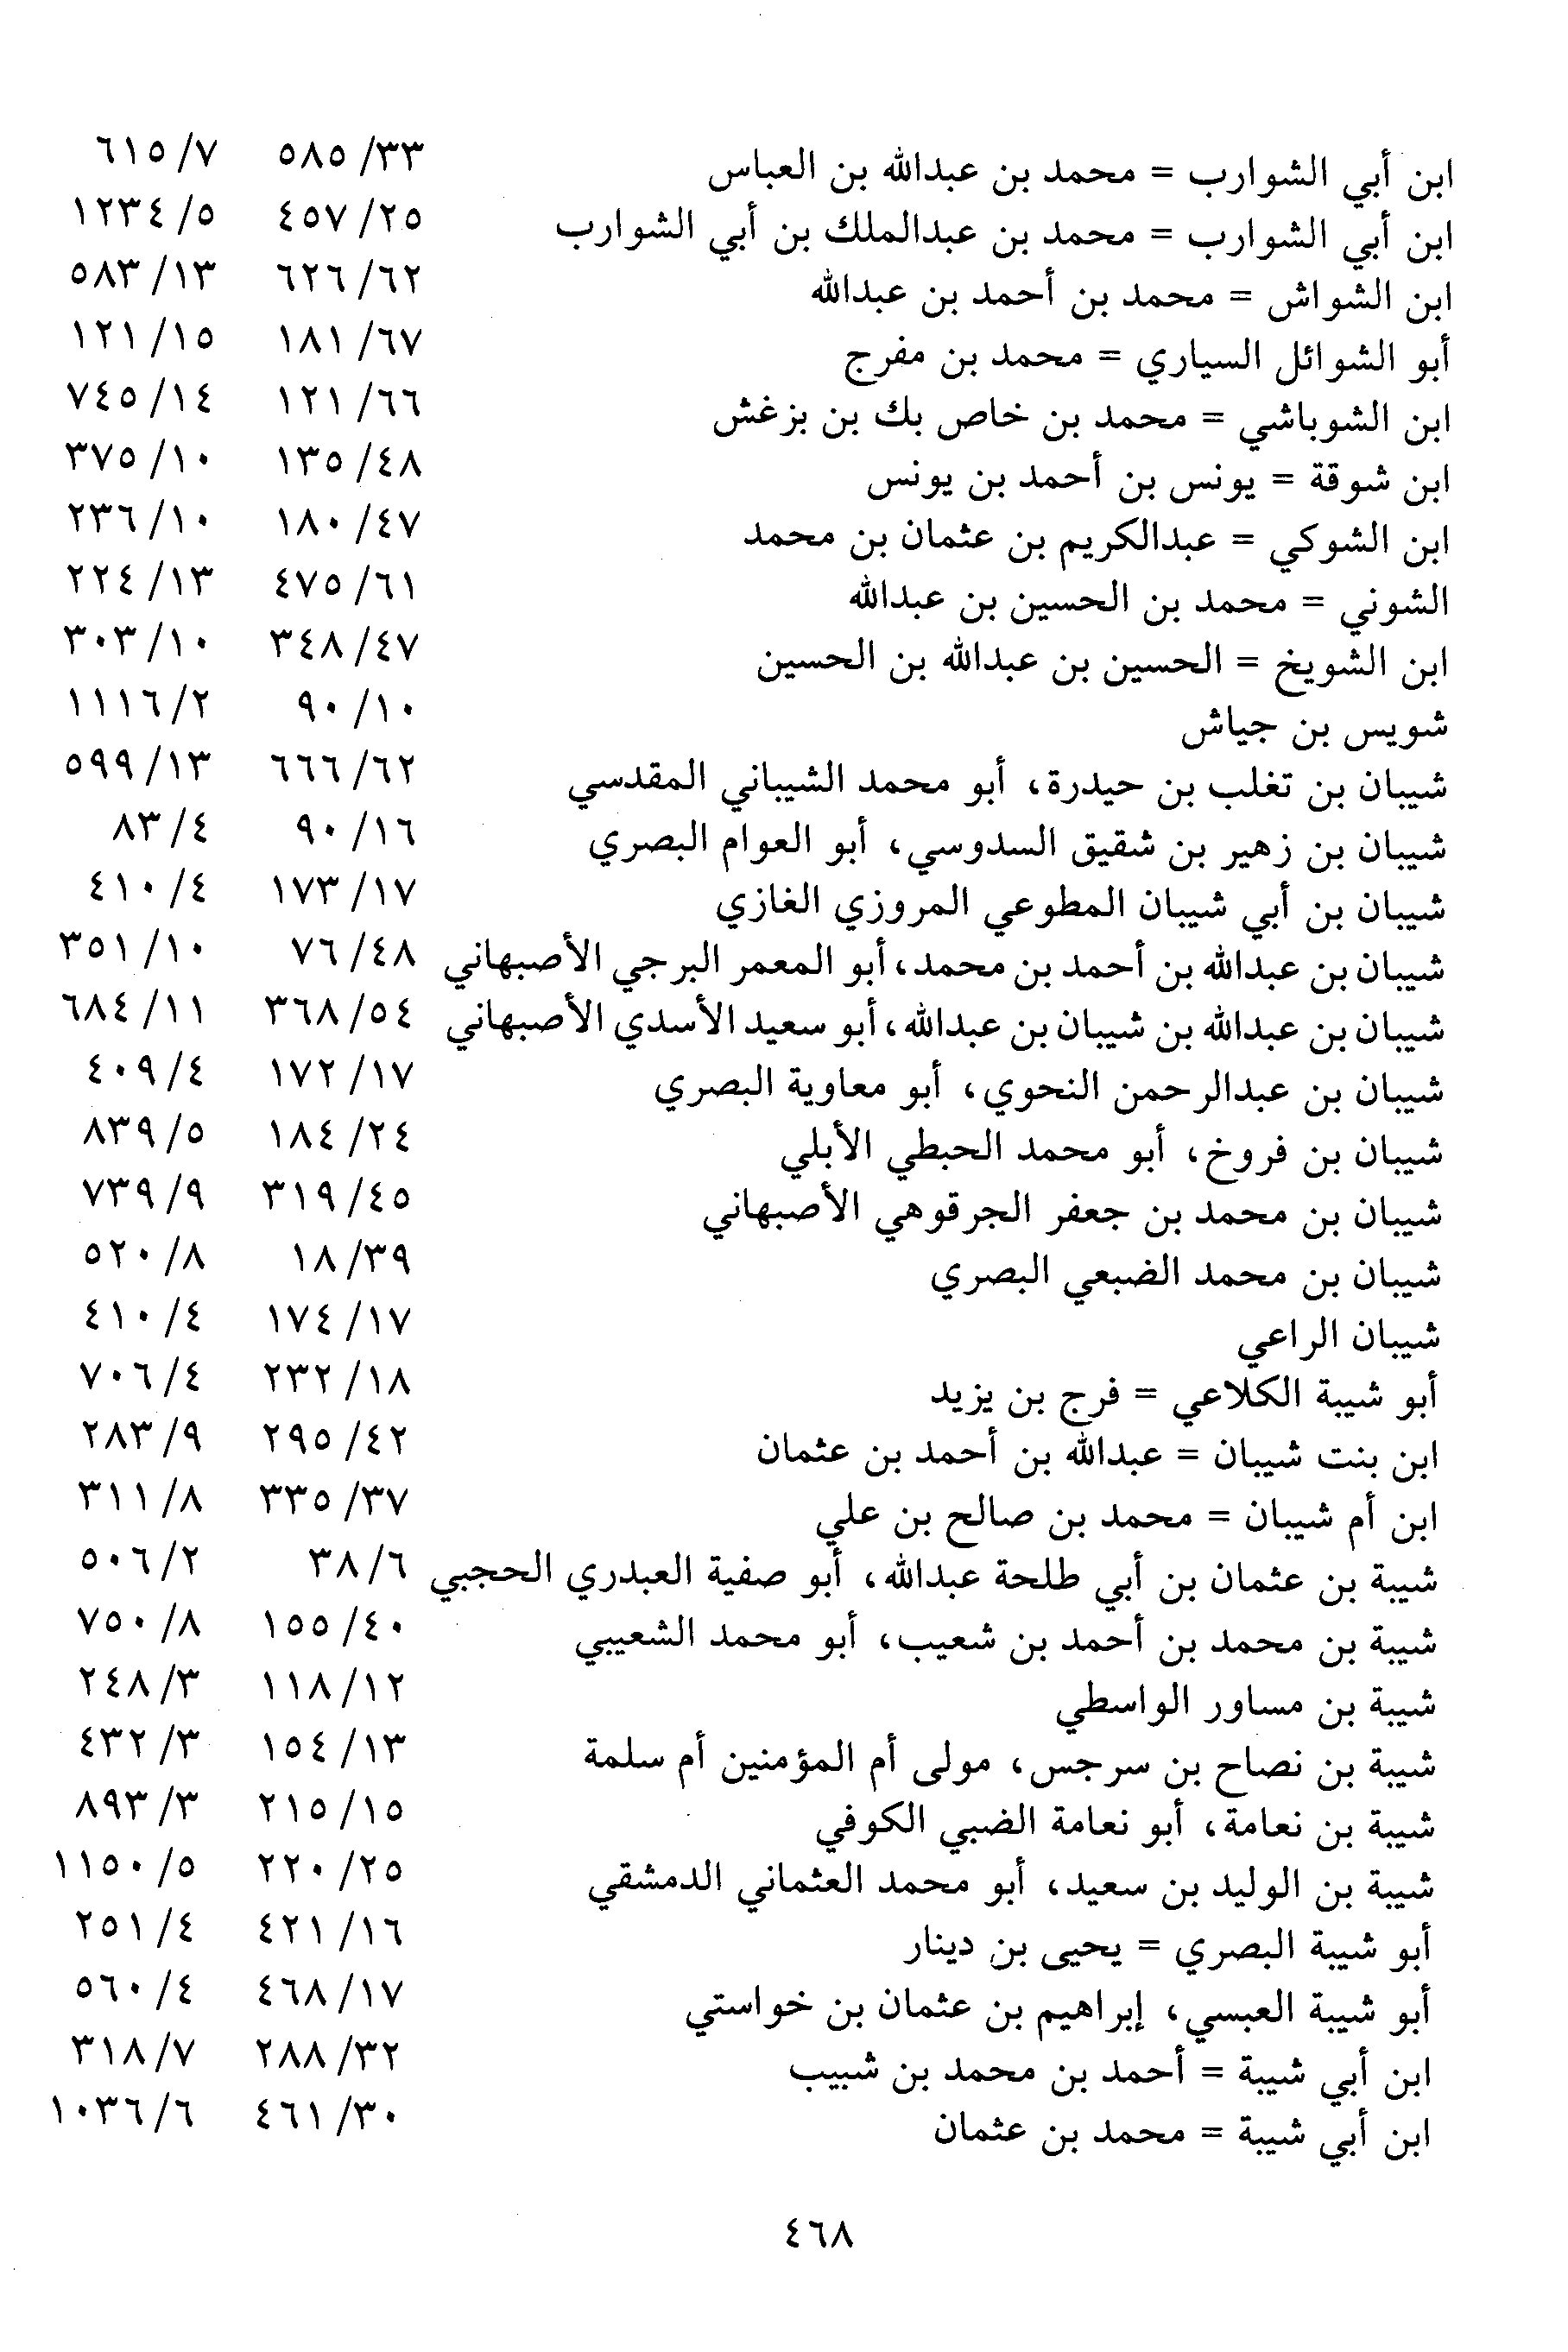 ابن أبي الشوارب = محمد بن عبدالله بن العباس ٣٣/ ٥٨٥ ٧/ ٦١٥
ابن أبي الشوارب = محمد بن عبدالملك بن أبي الشوارب ٢٥/ ٤٥٧ ٥/ ١٢٣٤
ابن الشواش = محمد بن أحمد بن عبدالله ٦٢/ ٦٢٦ ١٣/ ٥٨٣
أبو الشوائل السياري = محمد بن مفرج ٦٧/ ١٨١ ١٥/ ١٢١
ابن الشوباشي = محمد بن خاص بك بن بزغش ٦٦/ ١٢١ ١٤/ ٧٤٥
ابن شوقة = يونس بن أحمد بن يونس ٤٨/ ١٣٥ ١٠/ ٣٧٥
ابن الشوكي = عبدالكريم بن عثمان بن محمد ٤٧/ ١٨٠ ١٠/ ٢٣٦
الشوني = محمد بن الحسين بن عبدالله ٦١/ ٤٧٥ ١٣/ ٢٢٤
ابن الشويخ = الحسين بن عبدالله بن الحسين ٤٧/ ٣٤٨ ١٠/ ٣٠٣
شويس بن جياش ١٠/ ٩٠ ٢/ ١١١٦
شيبان بن تغلب بن حيدرة، أبو محمد الشيباني المقدسي ٦٢/ ٦٦٦ ١٣/ ٥٩٩
شيبان بن زهير بن شقيق السدوسي، أبو العوام البصري ١٦/ ٩٠ ٤/ ٨٣
شيبان بن أبي شيبان المطوعي المروزي الغازي ١٧/ ١٧٣ ٤/ ٤١٠
شيبان بن عبدالله بن أحمد بن محمد، أبو المعمر البرجي الأصبهاني ٤٨/ ٧٦ ١٠/ ٣٥١
شيبان بن عبدالله بن شيبان بن عبدالله، أبو سعيد الأسدي الأصبهاني ٥٤/ ٣٦٨ ١١/ ٦٨٤
شيبان بن عبدالرحمن النحوي، أبو معاوية البصري ١٧/ ١٧٢ ٤/ ٤٠٩
شيبان بن فروخ، أبو محمد الحبطي الأبلي ٢٤/ ١٨٤ ٥/ ٨٣٩
شيبان بن محمد بن جعفر الجرقوهي الأصبهاني ٤٥/ ٣١٩ ٩/ ٧٣٩
شيبان بن محمد الضبعي البصري ٣٩/ ١٨ ٨/ ٥٢٠
شيبان الراعي ١٧/ ١٧٤ ٤/ ٤١٠
أبو شيبة الكلاعي = فرج بن يزيد ١٨/ ٢٣٢ ٤/ ٧٠٦
ابن بنت شيبان = عبدالله بن أحمد بن عثمان ٤٢/ ٢٩٥ ٩/ ٢٨٣
ابن أم شيبان = محمد بن صالح بن علي ٣٧/ ٣٣٥ ٨/ ٣١١
شيبة بن عثمان بن أبي طلحة عبدالله، أبو صفية العبدري الحجبي ٦/ ٣٨ ٢/ ٥٠٦
شيبة بن محمد بن أحمد بن شعيب، أبو محمد الشعيبي ٤٠/ ١٥٥ ٨/ ٧٥٠
شيبة بن مساور الواسطي ١٢/ ١١٨ ٣/ ٢٤٨
شيبة بن نصاح بن سرجس، مولى أم المؤمنين أم سلمة ١٣/ ١٥٤ ٣/ ٤٣٢
شيبة بن نعامة، أبو نعامة الضبي الكوفي ١٥/ ٢١٥ ٣/ ٨٩٣
شيبة بن الوليد بن سعيد، أبو محمد العثماني الدمشقي ٢٥/ ٢٢٠ ٥/ ١١٥٠
أبو شيبة البصري = يحيى بن دينار ١٦/ ٤٢١ ٤/ ٢٥١
أبو شيبة العبسي، إبراهيم بن عثمان بن خواستي ١٧/ ٤٦٨ ٤/ ٥٦٠
ابن أبي شيبة = أحمد بن محمد بن شبيب ٣٢/ ٢٨٨ ٧/ ٣١٨
ابن أبي شيبة = محمد بن عثمان ٣٠/ ٤٦١ ٦/ ١٠٣٦
٤٦٨